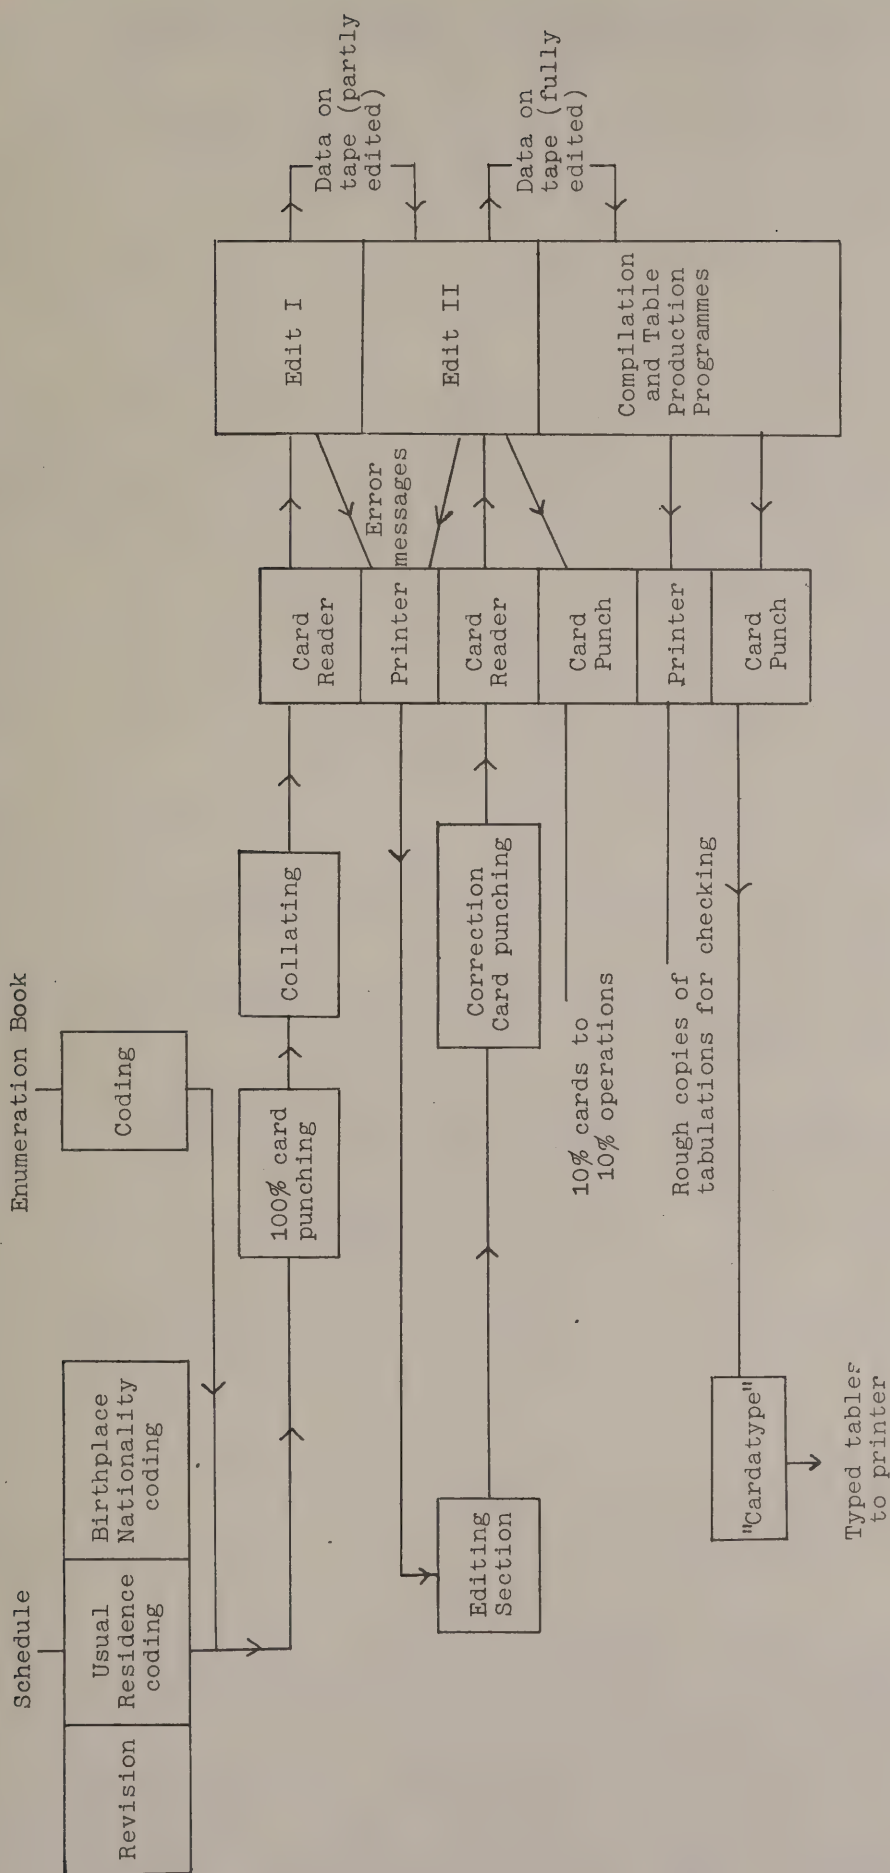 Schedule
Enumeration Book
Revision
Usual
Residence
coding
Birthplace
Nationality
coding
Coding
100% card
punching
Collating
Card
Reader
Edit I
Data on
tape (partly
edited)
Printer
Error
messages
Editing
Section
Correction
Card punching
Card
Reader
Edit II
Data on
tape (fully
edited)
10% cards to
10% operations
Card
Punch
Rough copies of
tabulations for checking
Printer
Compilation
and Table
Production
Programmes
"Cardatype"
Card
Punch
Typed tables
to printer